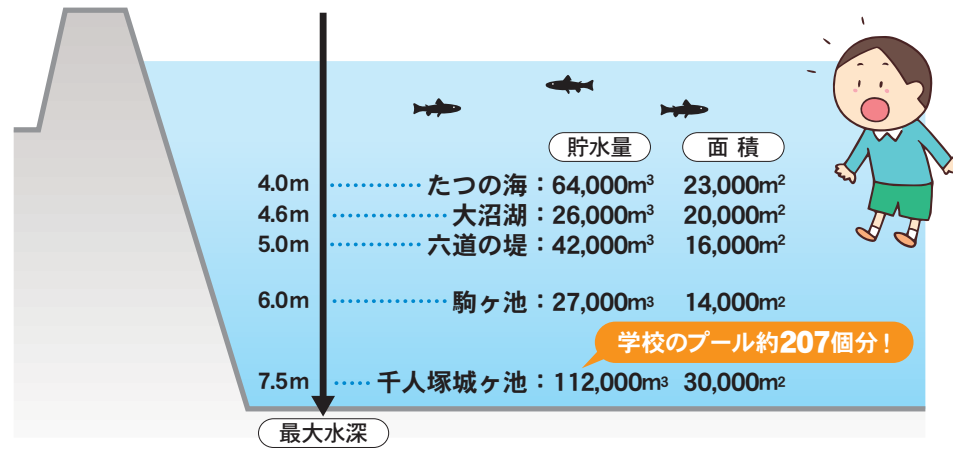 貯水量 面積
4.0m ………… たつの海：64,000m³ 23,000m²
4.6m ………… 大沼湖：26,000m³ 20,000m²
5.0m ………… 六道の堤：42,000m³ 16,000m²
6.0m ………… 駒ヶ池：27,000m³ 14,000m²
学校のプール約207個分！
7.5m …… 千人塚城ヶ池：112,000m³ 30,000m²
最大水深